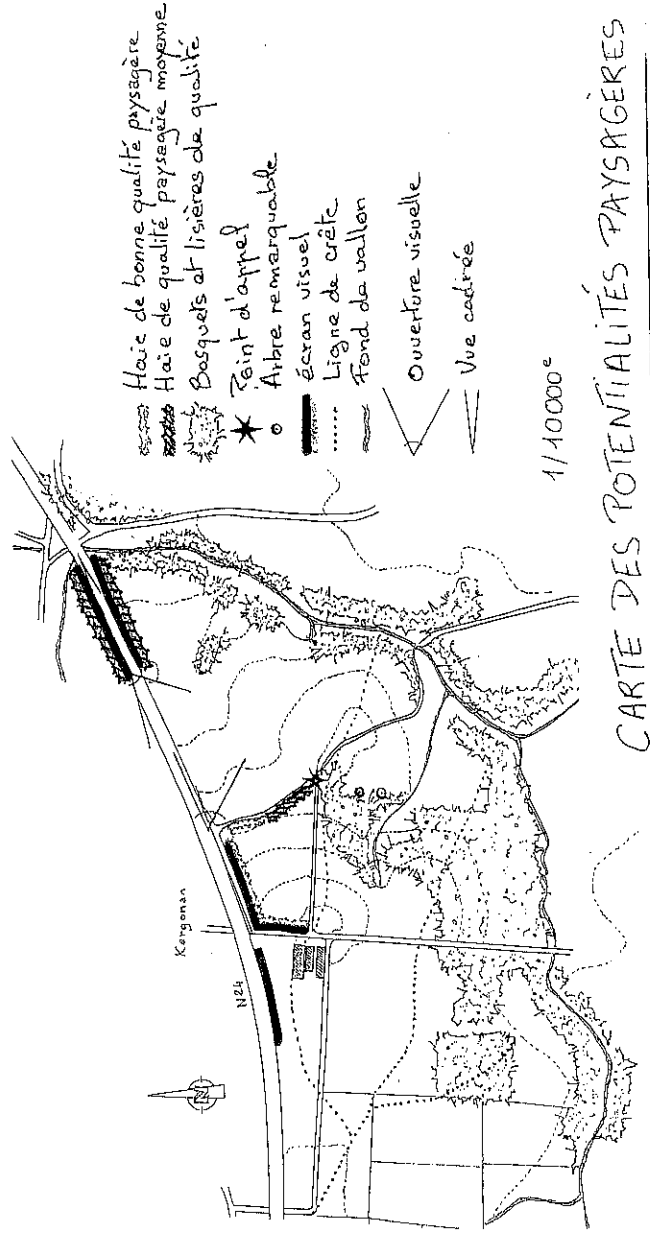 Haie de bonne qualité paysagère
Haie de qualité paysagère moyenne
Bosquets et lisières de qualité
Point d'appel
Arbre remarquable
écran visuel
Ligne de crête
Fond de vallon
Ouverture visuelle
Vue cadrée
1/10000e
Kergonan
N24
N
CARTE DES POTENTIALITÉS PAYSAGÈRES